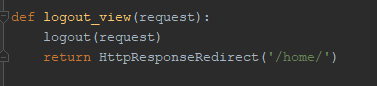 def logout_view(request):
    logout(request)
    return HttpResponseRedirect('/home/')